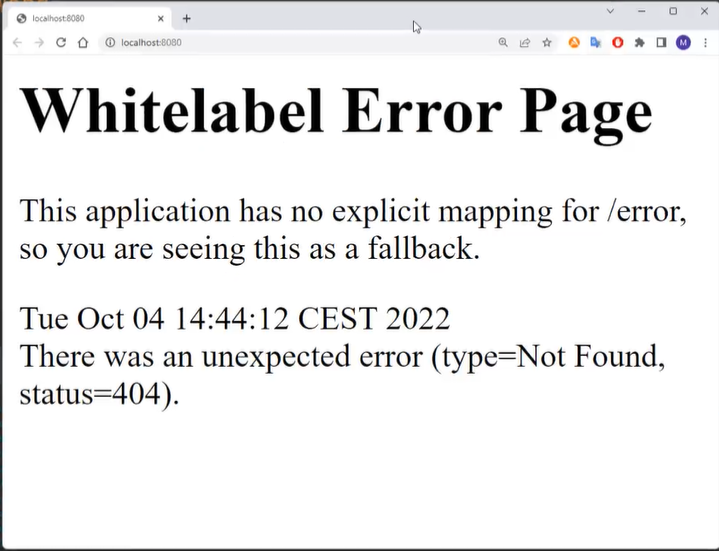 localhost:8080
localhost:8080
M
Whitelabel Error Page
This application has no explicit mapping for /error,
so you are seeing this as a fallback.
Tue Oct 04 14:44:12 CEST 2022
There was an unexpected error (type=Not Found,
status=404).